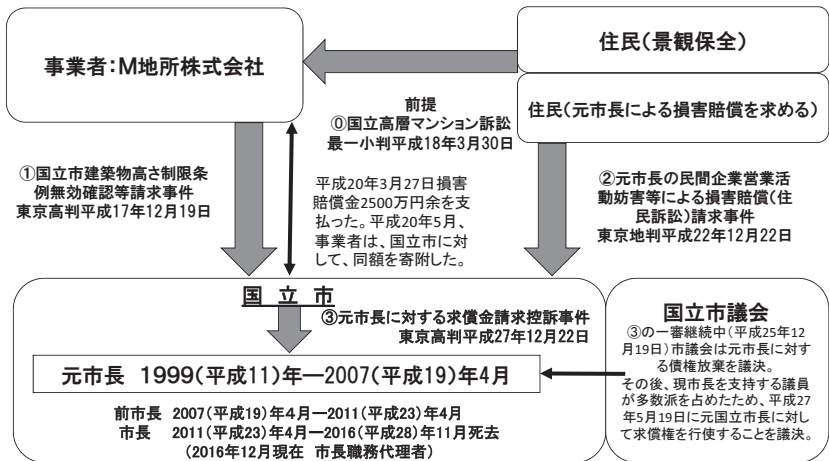 事業者:M地所株式会社
住民(景観保全)
住民(元市長による損害賠償を求める)
前提
⓪国立高層マンション訴訟
最一小判平成18年3月30日
①国立市建築物高さ制限条
例無効確認等請求事件
東京高判平成17年12月19日
平成20年3月27日損害
賠償金2500万円余を支
払った。平成20年5月、
事業者は、国立市に対
して、同額を寄附した。
②元市長の民間企業営業活
動妨害等による損害賠償(住
民訴訟)請求事件
東京地判平成22年12月22日
国 立 市
③元市長に対する求償金請求控訴事件
東京高判平成27年12月22日
元市長 1999(平成11)年―2007(平成19)年4月
前市長 2007(平成19)年4月―2011(平成23)年4月
市長 2011(平成23)年4月―2016(平成28)年11月死去
(2016年12月現在 市長職務代理者)
国立市議会
③の一審継続中(平成25年12
月19日)市議会は元市長に対す
る債権放棄を議決。
その後、現市長を支持する議員
が多数派を占めたため、平成27
年5月19日に元国立市長に対し
て求償権を行使することを議決。